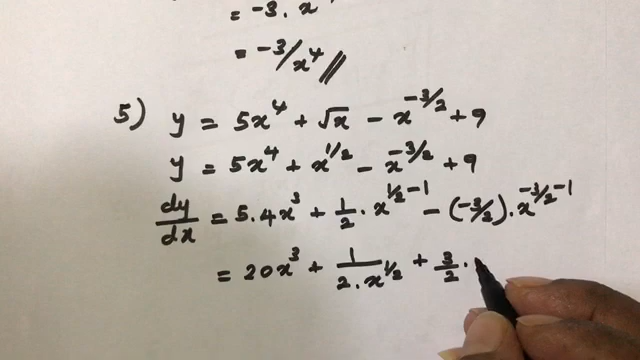 = -3 . x
= -3/x⁴ //
5) y = 5x⁴ + √x - x^(-3/2) + 9
y = 5x⁴ + x^(1/2) - x^(-3/2) + 9
dy/dx = 5.4x³ + 1/2 . x^(1/2 - 1) - (-3/2) . x^(-3/2 - 1)
= 20x³ + 1/(2 . x^(1/2)) + 3/2 .